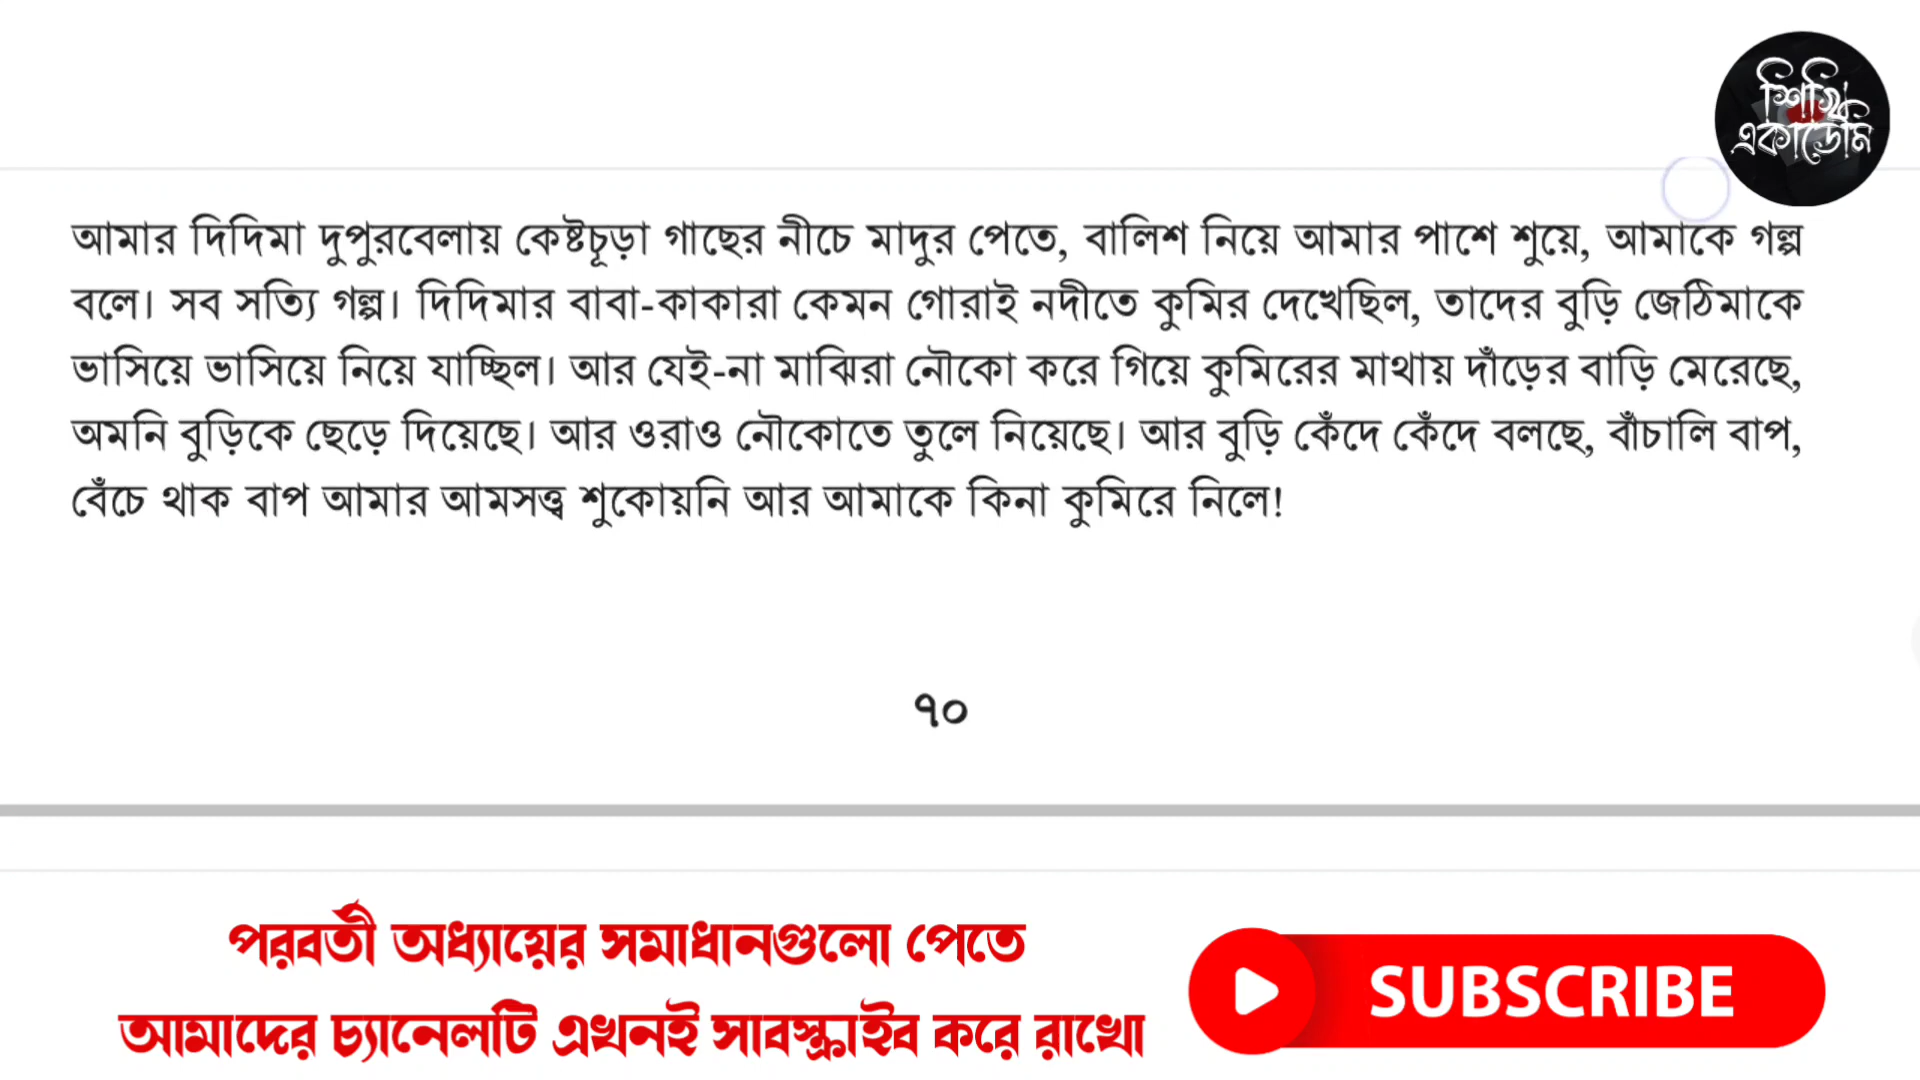 শিখি
একাডেমি
আমার দিদিমা দুপুরবেলায় কেষ্টচূড়া গাছের নীচে মাদুর পেতে, বালিশ নিয়ে আমার পাশে শুয়ে, আমাকে গল্প
বলে। সব সত্যি গল্প। দিদিমার বাবা-কাকারা কেমন গোরাই নদীতে কুমির দেখেছিল, তাদের বুড়ি জেঠিমাকে
ভাসিয়ে ভাসিয়ে নিয়ে যাচ্ছিল। আর যেই-না মাঝিরা নৌকো করে গিয়ে কুমিরের মাথায় দাঁড়ের বাড়ি মেরেছে,
অমনি বুড়িকে ছেড়ে দিয়েছে। আর ওরাও নৌকোতে তুলে নিয়েছে। আর বুড়ি কেঁদে কেঁদে বলছে, বাঁচালি বাপ,
বেঁচে থাক বাপ আমার আমসত্ত্ব শুকোয়নি আর আমাকে কিনা কুমিরে নিলে!
৭০
পরবর্তী অধ্যায়ের সমাধানগুলো পেতে
আমাদের চ্যানেলটি এখনই সাবস্ক্রাইব করে রাখো
SUBSCRIBE